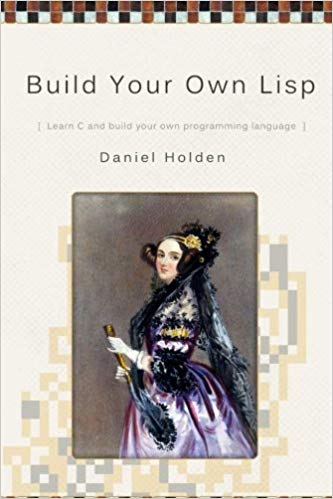 Build Your Own Lisp
[ Learn C and build your own programming language ]
Daniel Holden